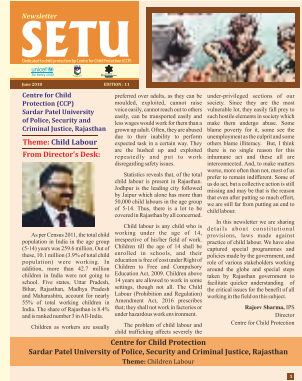 Newsletter
SETU
Dedicated to child protection by Centre for Child Protection (CCP)
unicef
June 2018
EDITION : 11
Centre for Child
Protection (CCP)
Sardar Patel University
of Police, Security and
Criminal Justice, Rajasthan
Theme: Child Labour
From Director's Desk:
As per Census 2011, the total child
population in India in the age group
(5-14) years was 259.6 million. Out of
these, 10.1 million (3.9% of total child
population) were working. In
addition, more than 42.7 million
children in India were not going to
school. Five states, Uttar Pradesh,
Bihar, Rajasthan, Madhya Pradesh
and Maharashtra, account for nearly
55% of total working children in
India. The share of Rajasthan is 8.4%
and is ranked number 5 in All-India.
Children as workers are usually
preferred over adults, as they can be
moulded, exploited, cannot raise
voice easily, cannot reach out to others
easily, can be transported easily and
less wages would work for them than a
grown up adult. Often, they are abused
due to their inability to perform
expected task in a certain way. They
are the hushed up and exploited
repeatedly and put to work
disregarding safety issues.
Statistics reveals that, of the total
child labour is present in Rajasthan.
Jodhpur is the leading city followed
by Jaipur which alone has more than
50,000 child labours in the age group
of 5-14. Thus, there is a lot to be
covered in Rajasthan by all concerned.
Child labour is any child who is
working under the age of 14,
irrespective of his/her field of work.
Children till the age of 14 shall be
enrolled in schools, and their
education is free of cost under Right of
Children to Free and Compulsory
Education Act, 2009. Children above
14 years are allowed to work in some
settings, though not all. The Child
Labour (Prohibition and Regulation)
Amendment Act, 2016 prescribes
that, they shall not work in factories or
under hazardous work environment.
The problem of child labour and
child trafficking affects severely the
under-privileged sections of our
society. Since they are the most
vulnerable lot, they easily fall prey to
such hostile elements in society which
make them undergo abuse. Some
blame poverty for it, some see the
unemployment as the culprit and some
others blame illiteracy. But, I think
there is no single reason for this
inhumane act and these all are
interconnected. And, to make matters
worse, more often than not, most of us
prefer to remain indifferent. Some of
us do act, but a collective action is still
missing and may be that is the reason
that even after putting so much effort,
we are still far from putting an end to
child labour.
In this newsletter we are sharing
details about constitutional
provisions, laws made against
practice of child labour. We have also
captured special programmes and
policies made by the government, and
role of various stakeholders working
around the globe and special steps
taken by Rajasthan government to
facilitate quicker understanding of
the critical issues for the benefit of all
working in the field on this subject.
Rajeev Sharma, IPS
Director
Centre for Child Protection
Centre for Child Protection
Sardar Patel University of Police, Security and Criminal Justice, Rajasthan
Theme: Children Labour
1